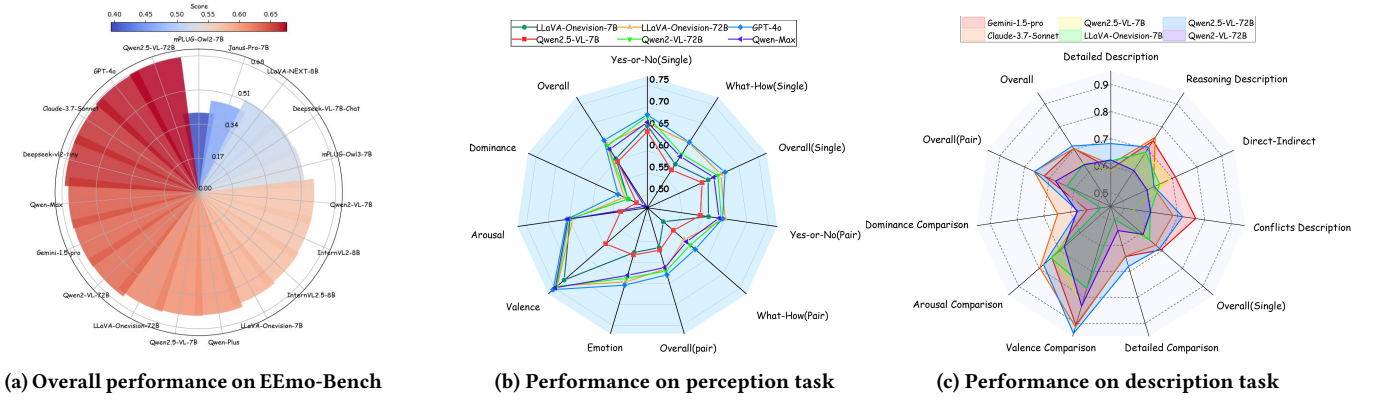 Score
0.40 0.45 0.50 0.55 0.60 0.65
mPLUG-Owl2-7B
Janus-Pro-7B
LLaVA-NEXT-8B
Deepseek-VL-7B-Chat
mPLUG-Owl3-7B
Qwen2-VL-7B
InternVL2-8B
InternVL2.5-8B
LLaVA-Onevision-7B
Qwen-Plus
Qwen2.5-VL-7B
LLaVA-Onevision-72B
Qwen2-VL-72B
Gemini-1.5-pro
Qwen-Max
Deepseek-vl2-tiny
Claude-3.7-Sonnet
GPT-4o
Qwen2.5-VL-72B
0.68
0.51
0.34
0.17
0.00
(a) Overall performance on EEmo-Bench
LLaVA-Onevision-7B LLaVA-Onevision-72B GPT-4o
Qwen2.5-VL-7B Qwen2-VL-72B Qwen-Max
Yes-or-No(Single)
What-How(Single)
Overall(Single)
Yes-or-No(Pair)
What-How(Pair)
Overall(pair)
Emotion
Valence
Arousal
Dominance
Overall
0.75
0.70
0.65
0.60
0.55
0.50
(b) Performance on perception task
Gemini-1.5-pro Qwen2.5-VL-7B Qwen2.5-VL-72B
Claude-3.7-Sonnet LLaVA-Onevision-7B Qwen2-VL-72B
Detailed Description
Reasoning Description
Direct-Indirect
Conflicts Description
Overall(Single)
Detailed Comparison
Valence Comparison
Arousal Comparison
Dominance Comparison
Overall(Pair)
Overall
0.9
0.8
0.7
0.6
0.5
(c) Performance on description task